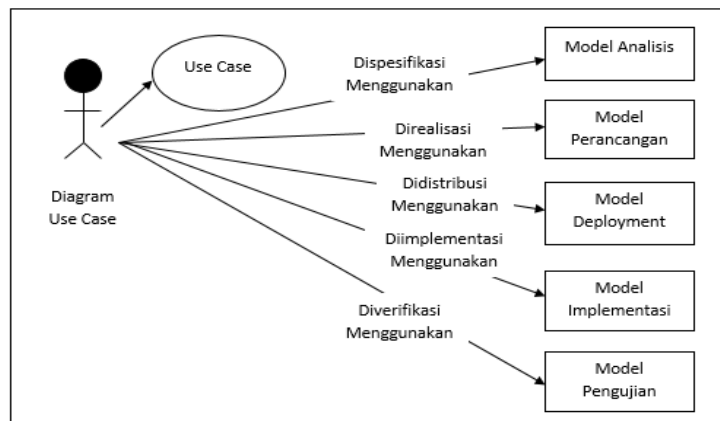 Use Case
Diagram
Use Case
Dispesifikasi
Menggunakan
Model Analisis
Direalisasi
Menggunakan
Model
Perancangan
Didistribusi
Menggunakan
Model
Deployment
Diimplementasi
Menggunakan
Model
Implementasi
Diverifikasi
Menggunakan
Model
Pengujian